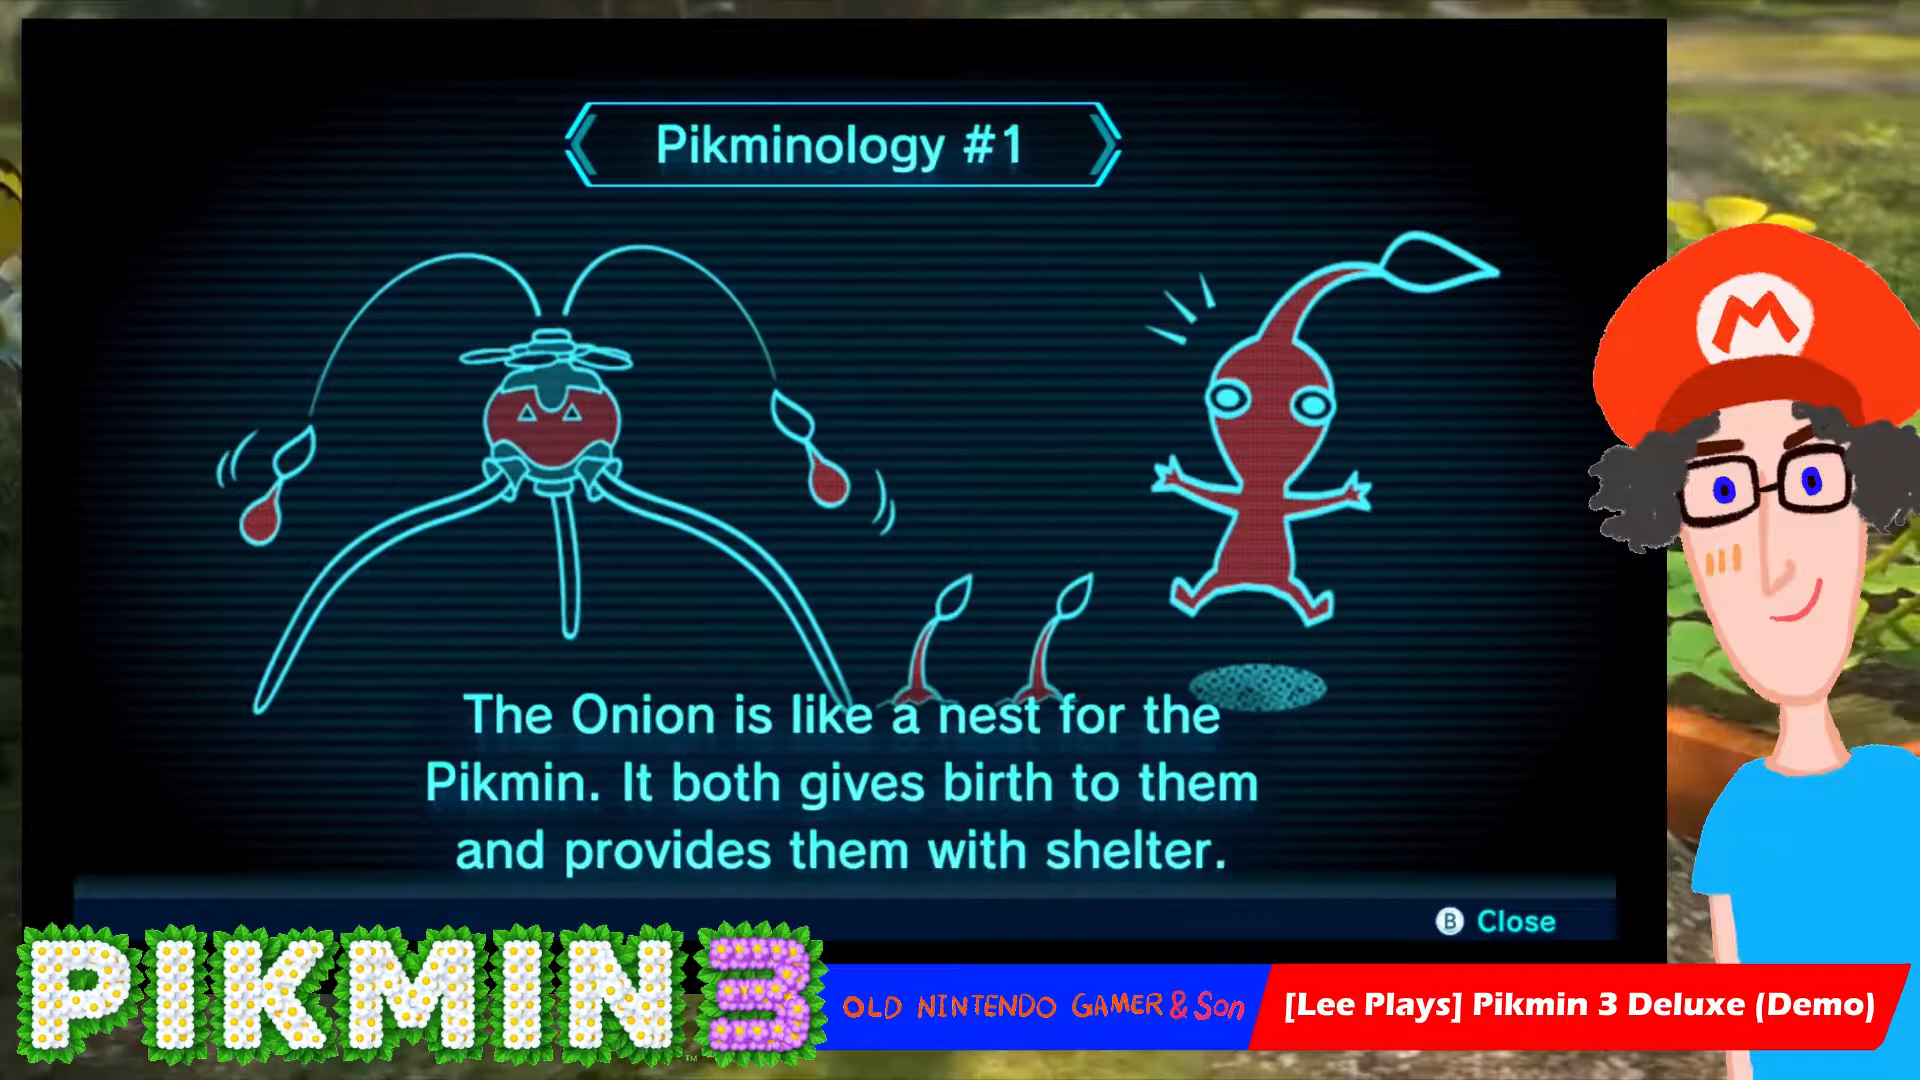 Pikminology #1
The Onion is like a nest for the
Pikmin. It both gives birth to them
and provides them with shelter.
B Close
PIKMIN 3
TM
OLD NINTENDO GAMER & Son
[Lee Plays] Pikmin 3 Deluxe (Demo)
M